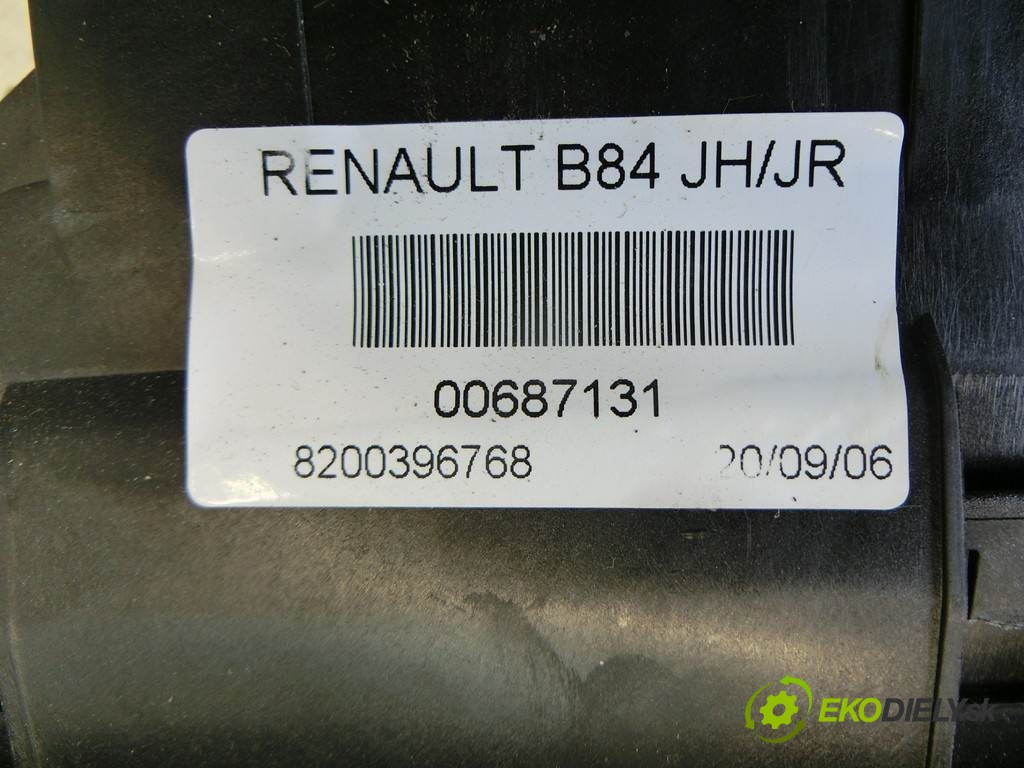 RENAULT B84 JH/JR
00687131
8200396768 20/09/06
EKODIELY.sk